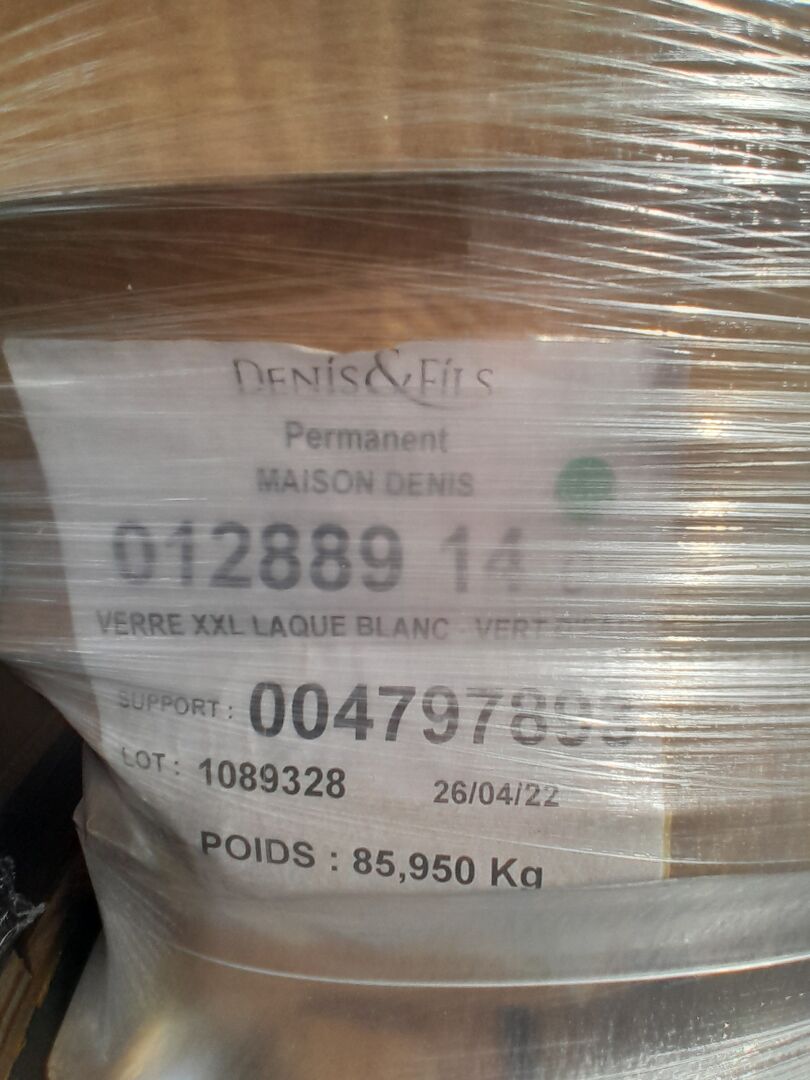 DENIS & FILS
Permanent
MAISON DENIS
012889 14
VERRE XXL LAQUE BLANC - VERT
SUPPORT : 004797899
LOT : 1089328 26/04/22
POIDS : 85,950 Kg